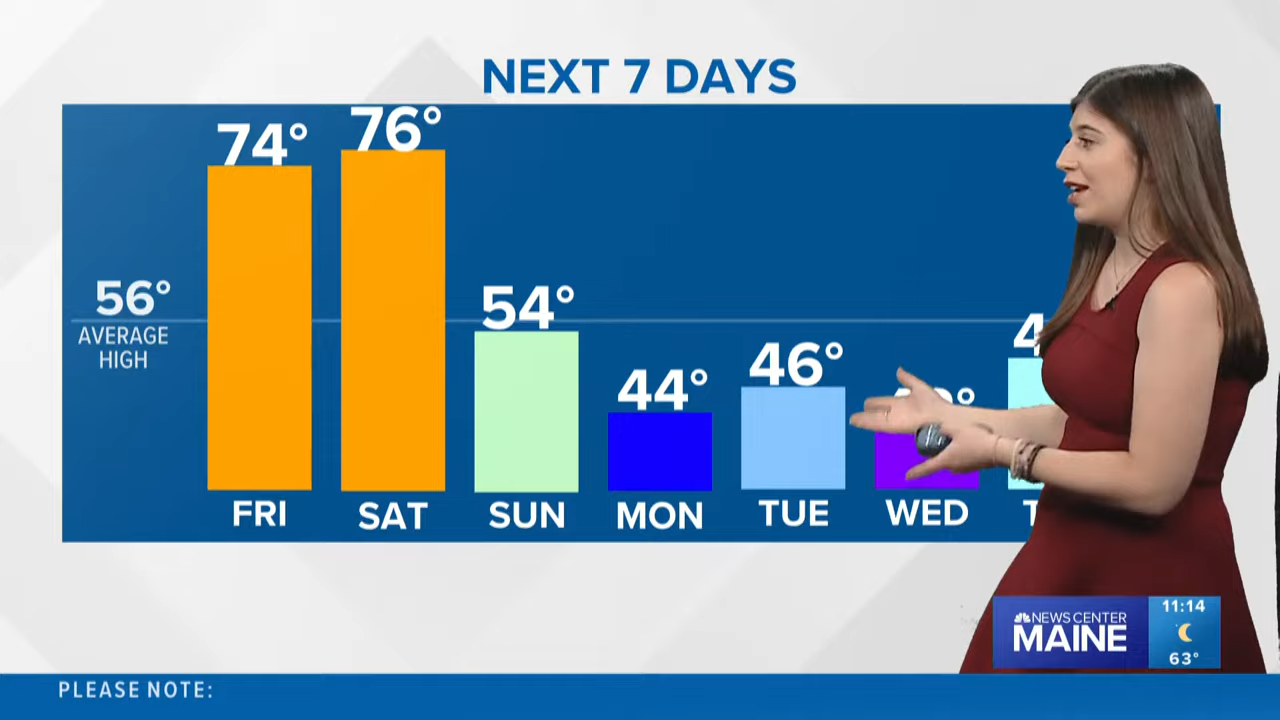 NEXT 7 DAYS
74°
76°
56°
AVERAGE
HIGH
54°
44°
46°
FRI
SAT
SUN
MON
TUE
WED
NEWS CENTER
MAINE
11:14
63°
PLEASE NOTE: